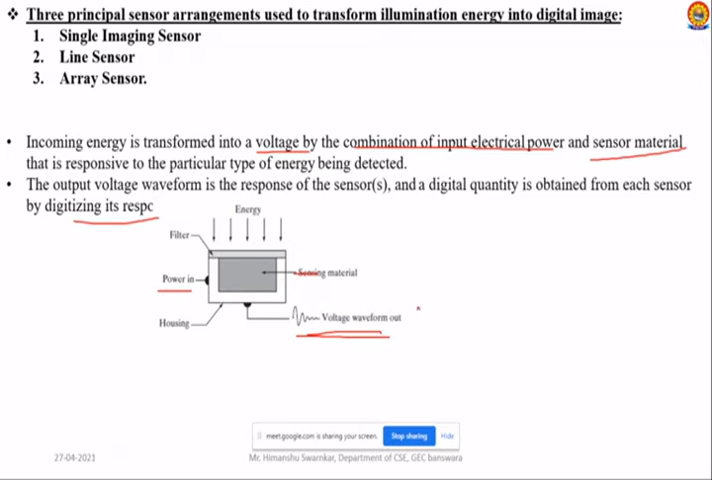 ❖ Three principal sensor arrangements used to transform illumination energy into digital image:
1. Single Imaging Sensor
2. Line Sensor
3. Array Sensor.
• Incoming energy is transformed into a voltage by the combination of input electrical power and sensor material
that is responsive to the particular type of energy being detected.
• The output voltage waveform is the response of the sensor(s), and a digital quantity is obtained from each sensor
by digitizing its respc
Energy
Filter
Power in
Sensing material
Housing
Voltage waveform out
meet.google.com is sharing your screen. Stop sharing Hide
27-04-2021 Mr. Himanshu Swarnkar, Department of CSE, GEC banswara